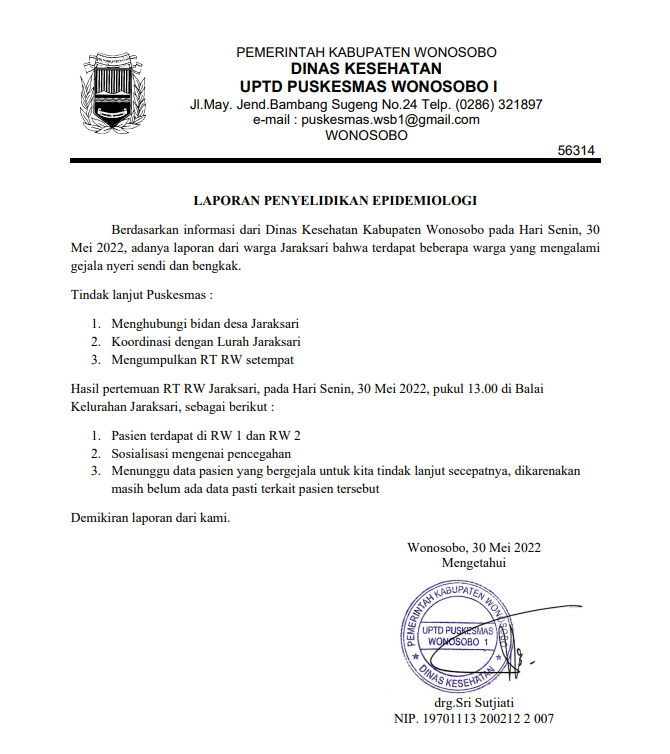 PEMERINTAH KABUPATEN WONOSOBO
DINAS KESEHATAN
UPTD PUSKESMAS WONOSOBO I
Jl.May. Jend.Bambang Sugeng No.24 Telp. (0286) 321897
e-mail : puskesmas.wsb1@gmail.com
WONOSOBO
56314
LAPORAN PENYELIDIKAN EPIDEMIOLOGI
Berdasarkan informasi dari Dinas Kesehatan Kabupaten Wonosobo pada Hari Senin, 30
Mei 2022, adanya laporan dari warga Jaraksari bahwa terdapat beberapa warga yang mengalami
gejala nyeri sendi dan bengkak.
Tindak lanjut Puskesmas :
1. Menghubungi bidan desa Jaraksari
2. Koordinasi dengan Lurah Jaraksari
3. Mengumpulkan RT RW setempat
Hasil pertemuan RT RW Jaraksari, pada Hari Senin, 30 Mei 2022, pukul 13.00 di Balai
Kelurahan Jaraksari, sebagai berikut :
1. Pasien terdapat di RW 1 dan RW 2
2. Sosialisasi mengenai pencegahan
3. Menunggu data pasien yang bergejala untuk kita tindak lanjut secepatnya, dikarenakan
masih belum ada data pasti terkait pasien tersebut
Demikiran laporan dari kami.
Wonosobo, 30 Mei 2022
Mengetahui
PEMERINTAH KABUPATEN WONOSOBO
UPTD PUSKESMAS
WONOSOBO 1
DINAS KESEHATAN
drg.Sri Sutjiati
NIP. 19701113 200212 2 007